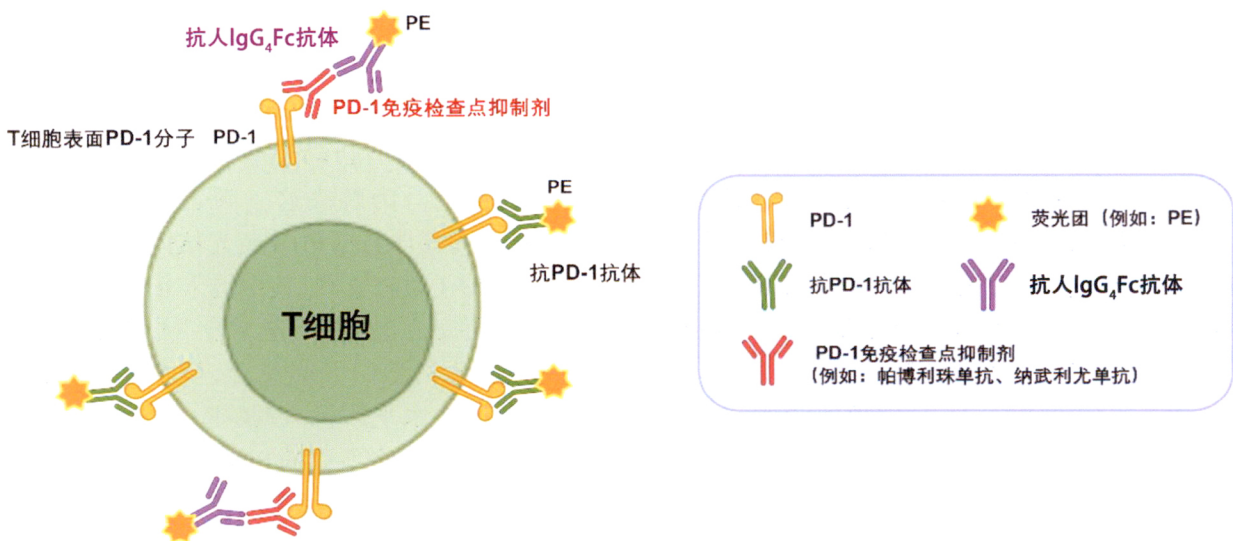 PE
抗人IgG₄Fc抗体
PD-1免疫检查点抑制剂
T细胞表面PD-1分子 PD-1
PE
抗PD-1抗体
T细胞
PD-1
荧光团（例如：PE）
抗PD-1抗体
抗人IgG₄Fc抗体
PD-1免疫检查点抑制剂
（例如：帕博利珠单抗、纳武利尤单抗）